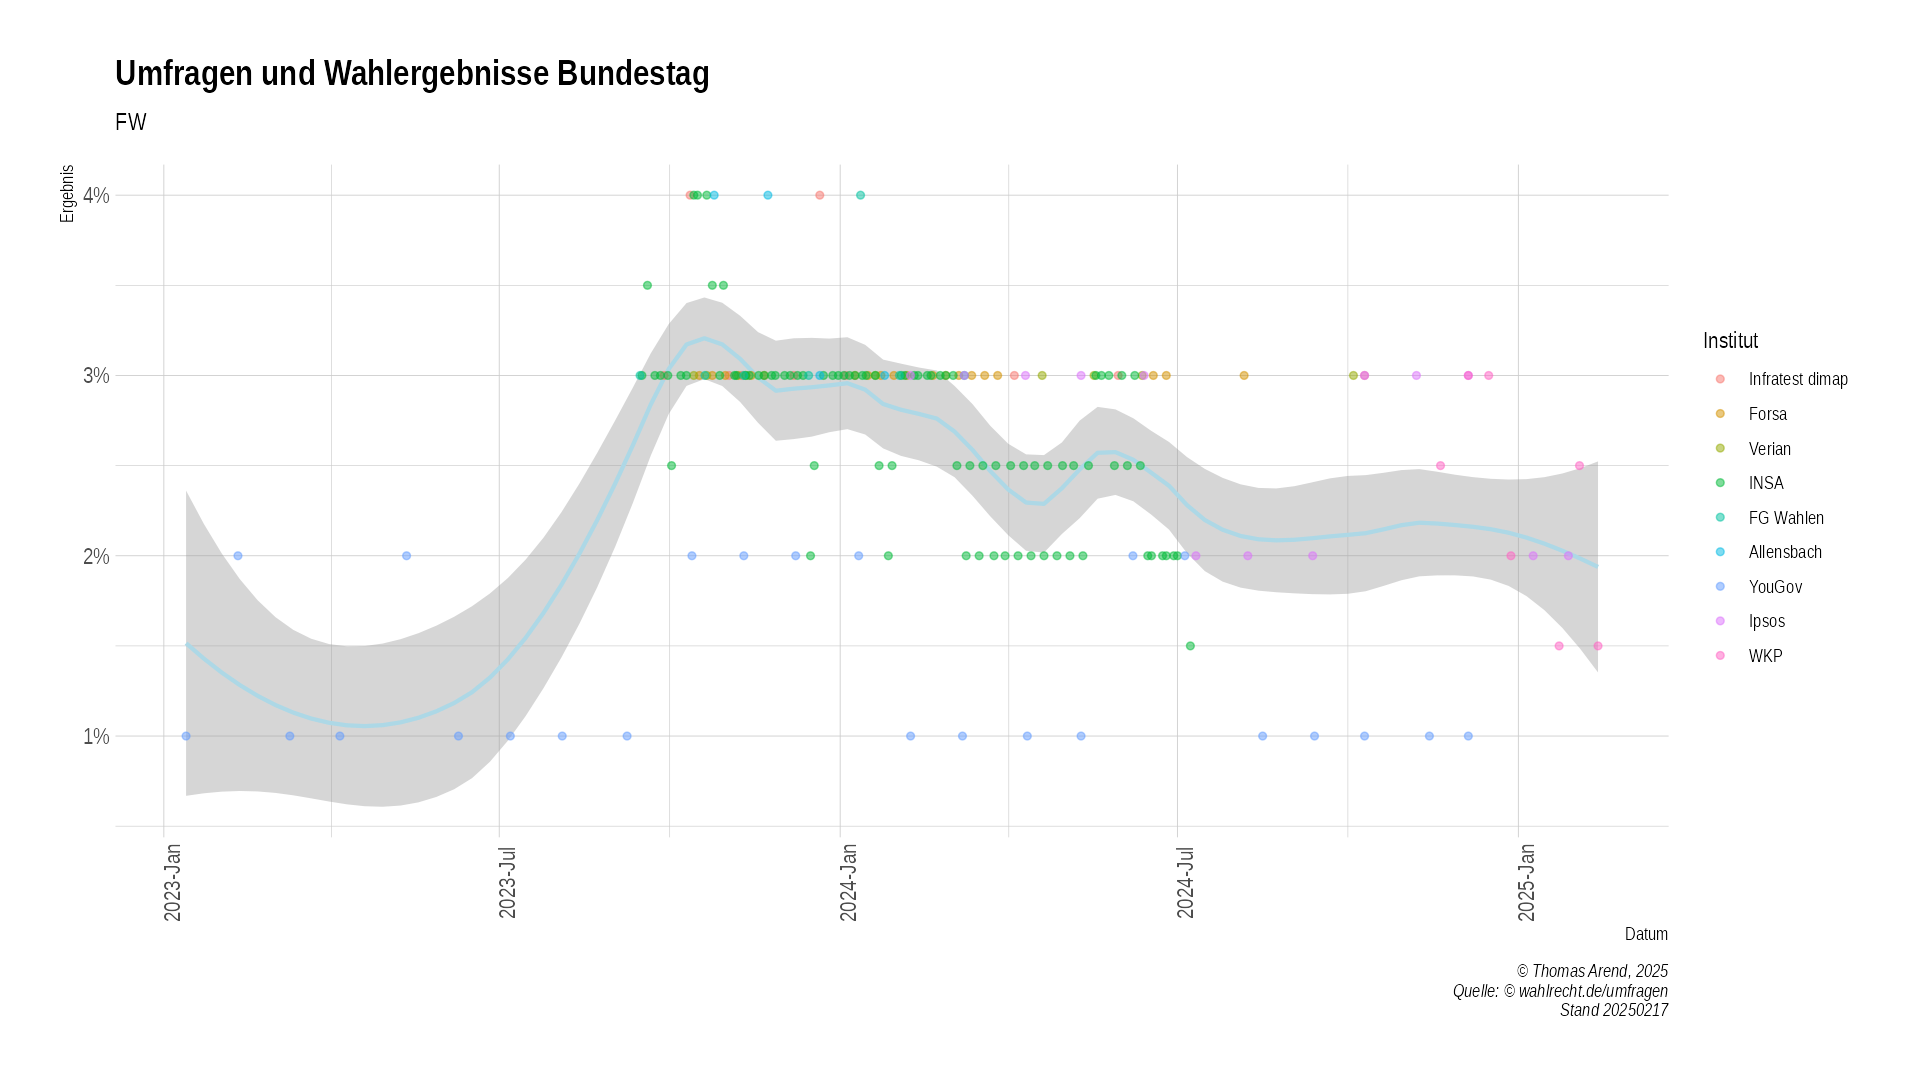 Umfragen und Wahlergebnisse Bundestag
FW
Ergebnis
4%
3%
2%
1%
2023-Jan
2023-Jul
2024-Jan
2024-Jul
2025-Jan
Datum
Institut
Infratest dimap
Forsa
Verian
INSA
FG Wahlen
Allensbach
YouGov
Ipsos
WKP
© Thomas Arend, 2025
Quelle: © wahlrecht.de/umfragen
Stand 20250217